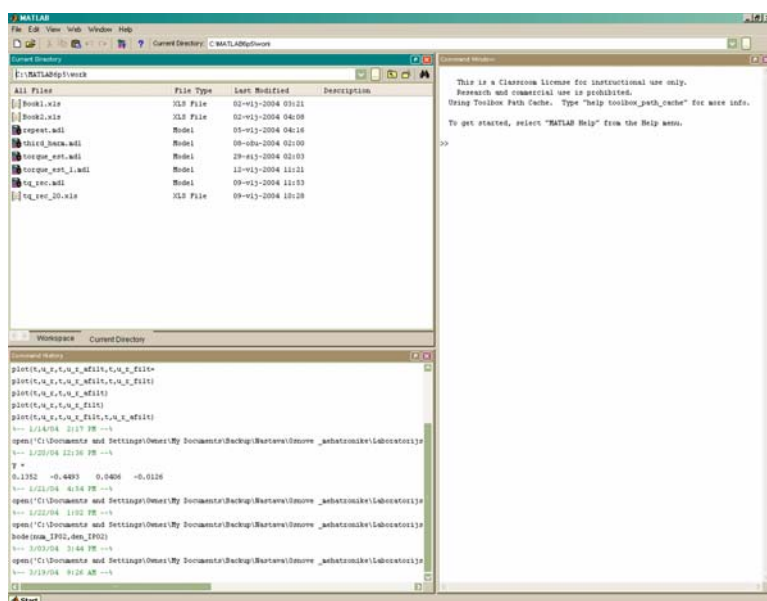 MATLAB
File Edit View Web Window Help
Current Directory: C:\MATLAB6p5\work
Current Directory
C:\MATLAB6p5\work
All Files File Type Last Modified Description
Book1.xls XLS File 02-vlj-2004 03:21
Book2.xls XLS File 02-vlj-2004 04:08
repeat.mdl Model 05-vlj-2004 04:16
third_harm.mdl Model 08-ožu-2004 02:00
torque_est.mdl Model 29-sij-2004 02:03
torque_est_1.mdl Model 12-vlj-2004 11:21
tq_rec.mdl Model 09-vlj-2004 11:53
tq_rec_20.xls XLS File 09-vlj-2004 10:28
Workspace Current Directory
Command History
plot(t,u_r,t,u_r_mfilt,t,u_r_filt=
plot(t,u_r,t,u_r_mfilt,t,u_r_filt)
plot(t,u_r,t,u_r_mfilt)
plot(t,u_r,t,u_r_filt)
plot(t,u_r,t,u_r_filt,t,u_r_mfilt)
%-- 1/14/04 2:17 PM --%
open('C:\Documents and Settings\Owner\My Documents\Backup\Nastava\Osnove _mehatronike\Laboratorijs
%-- 1/20/04 12:36 PM --%
y =
0.1352 -0.4493 0.0406 -0.0126
%-- 1/21/04 4:54 PM --%
open('C:\Documents and Settings\Owner\My Documents\Backup\Nastava\Osnove _mehatronike\Laboratorijs
%-- 1/22/04 1:02 PM --%
open('C:\Documents and Settings\Owner\My Documents\Backup\Nastava\Osnove _mehatronike\Laboratorijs
bode(num_IP02,den_IP02)
%-- 3/03/04 3:44 PM --%
open('C:\Documents and Settings\Owner\My Documents\Backup\Nastava\Osnove _mehatronike\Laboratorijs
%-- 3/19/04 9:26 AM --%
Command Window
This is a Classroom License for instructional use only.
Research and commercial use is prohibited.
Using Toolbox Path Cache. Type "help toolbox_path_cache" for more info.
To get started, select "MATLAB Help" from the Help menu.
>>
Start